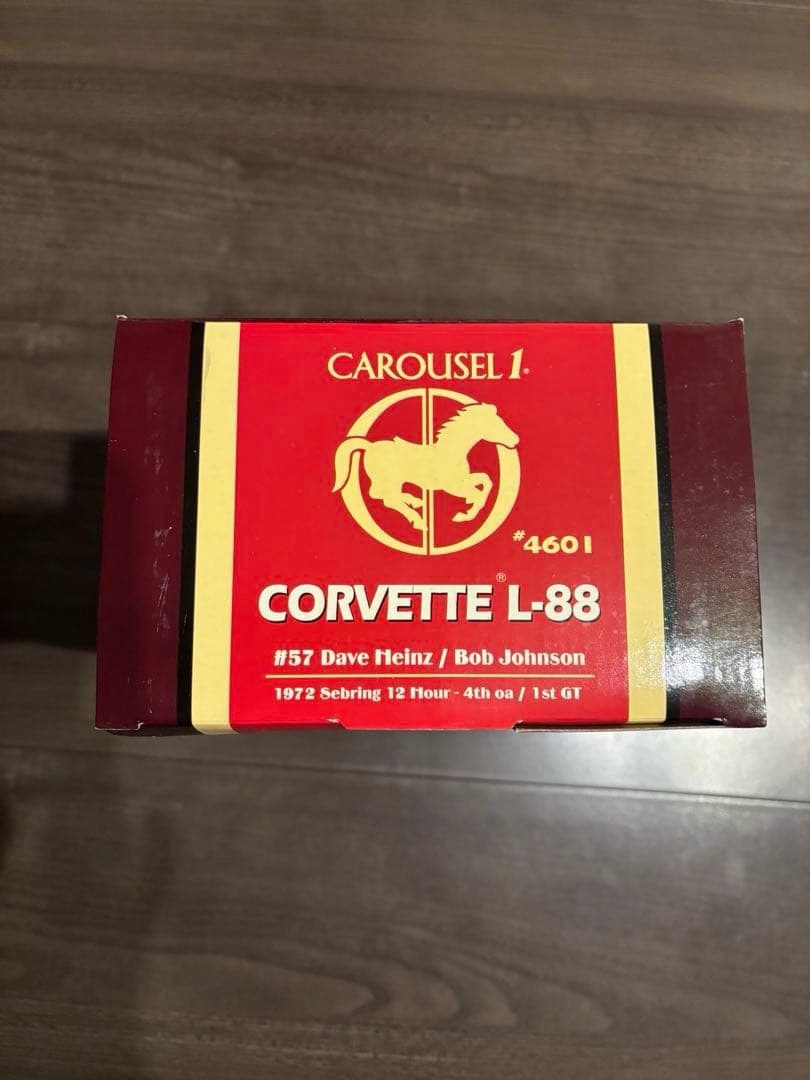 CAROUSEL 1®
#4601
CORVETTE® L-88
#57 Dave Heinz / Bob Johnson
1972 Sebring 12 Hour - 4th oa / 1st GT